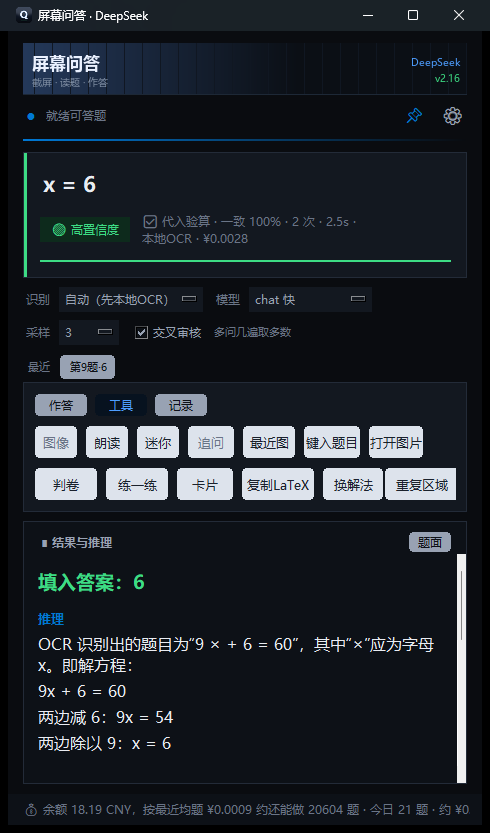 屏幕问答 · DeepSeek
屏幕问答
截屏 · 读题 · 作答
DeepSeek
v2.16
就绪可答题
x = 6
高置信度
代入验算 · 一致 100% · 2 次 · 2.5s ·
本地OCR · ¥0.0028
识别 自动（先本地OCR） 模型 chat 快
采样 3 交叉审核 多问几遍取多数
最近 第9题·6
作答 工具 记录
图像 朗读 迷你 追问 最近图 键入题目 打开图片
判卷 练一练 卡片 复制LaTeX 换解法 重复区域
结果与推理 题面
填入答案：6
推理
OCR 识别出的题目为“9 × + 6 = 60”，其中“×”应为字母
x。即解方程：
9x + 6 = 60
两边减 6：9x = 54
两边除以 9：x = 6
余额 18.19 CNY，按最近均题 ¥0.0009 约还能做 20604 题 · 今日 21 题 · 约 ¥0